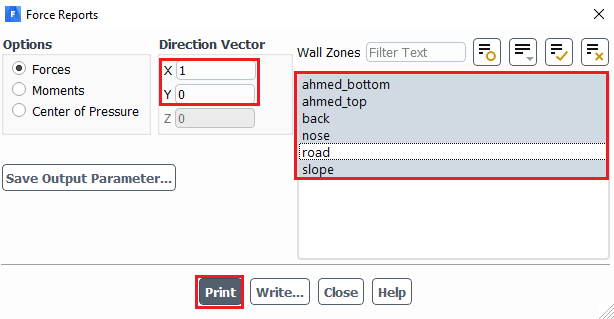 Force Reports
Options
Forces
Moments
Center of Pressure
Save Output Parameter...
Direction Vector
X 1
Y 0
Z 0
Wall Zones Filter Text
ahmed_bottom
ahmed_top
back
nose
road
slope
Print Write... Close Help